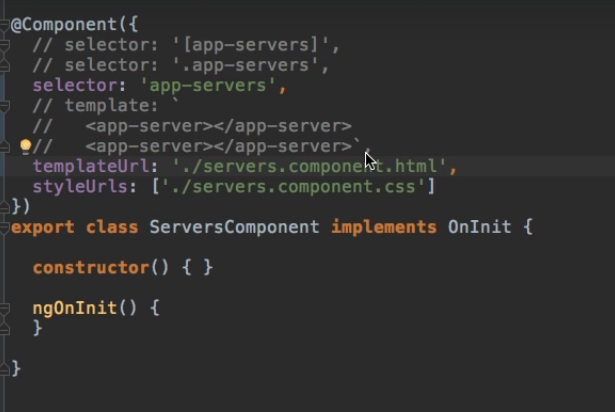 @Component({
// selector: '[app-servers]',
// selector: '.app-servers',
selector: 'app-servers',
// template: `
//   <app-server></app-server>
//   <app-server></app-server>`,
templateUrl: './servers.component.html',
styleUrls: ['./servers.component.css']
})
export class ServersComponent implements OnInit {
constructor() { }
ngOnInit() {
}
}